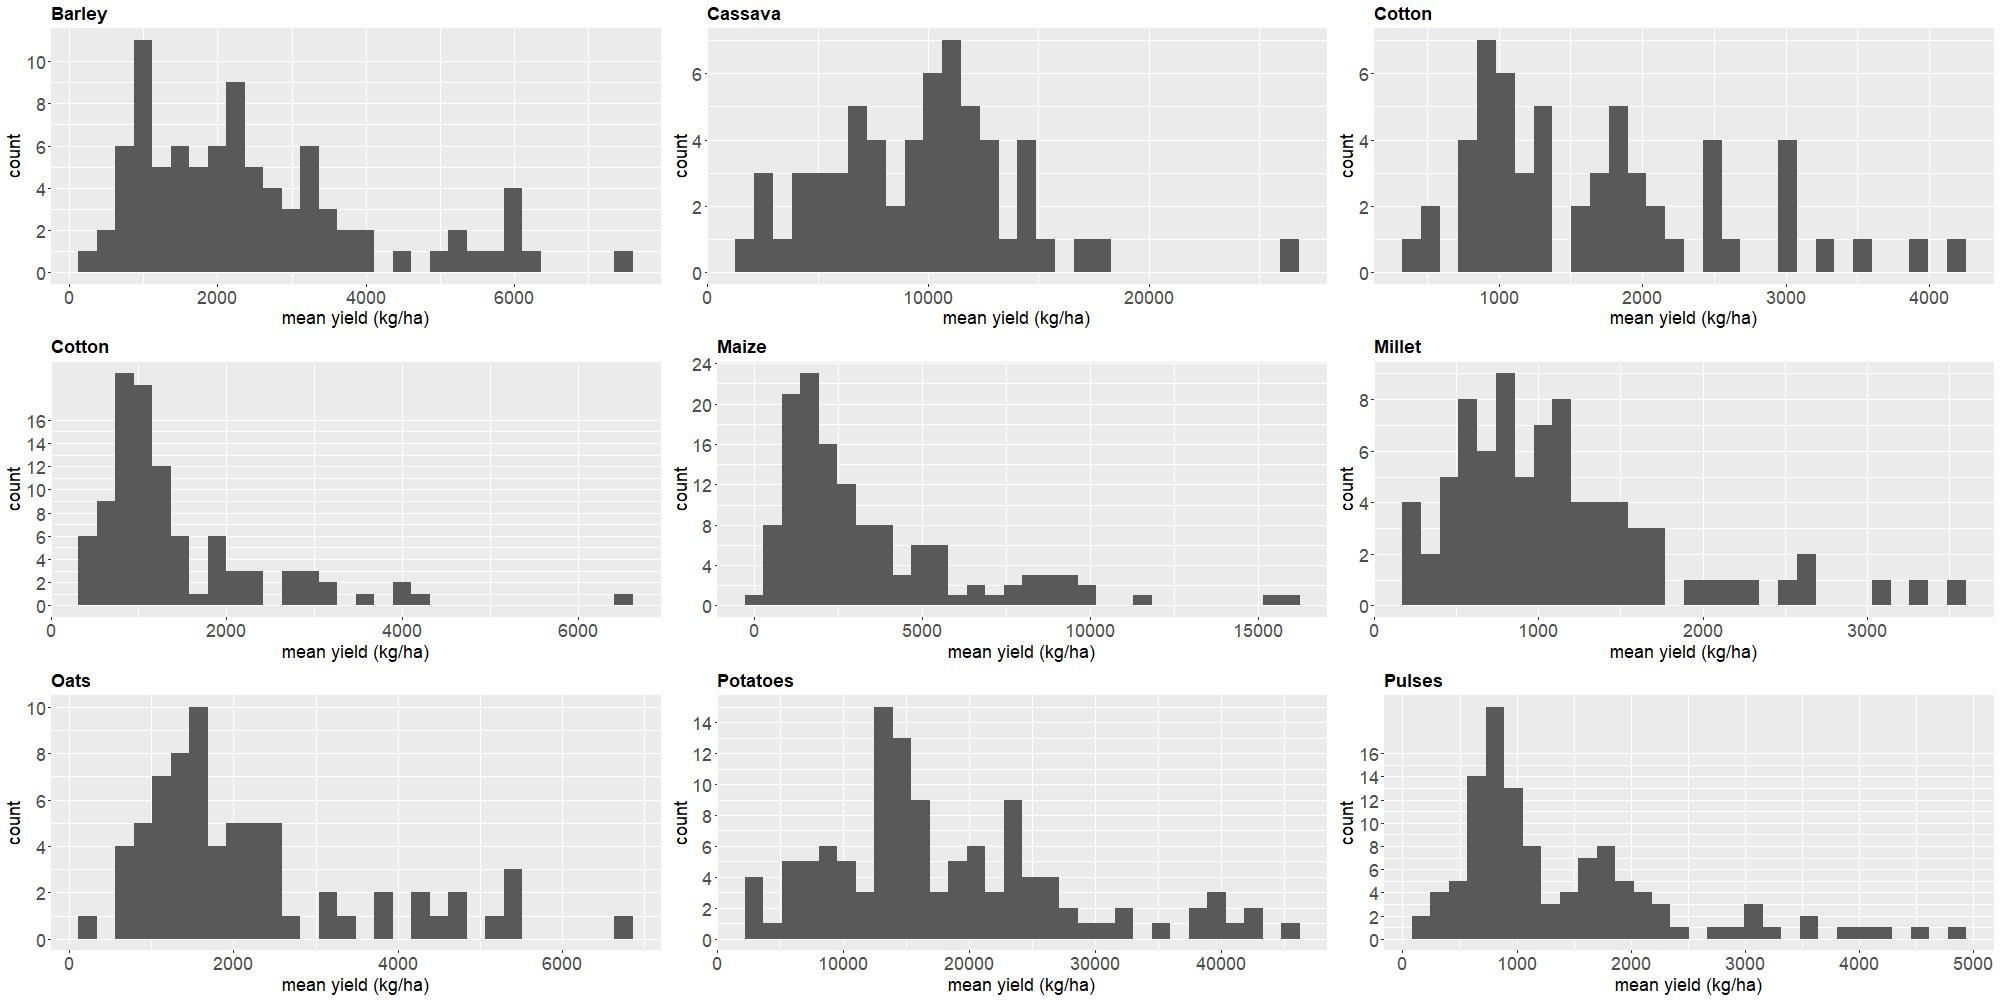 Barley
Cassava
Cotton
count
10
8
6
4
2
0
0 2000 4000 6000
mean yield (kg/ha)
count
6
4
2
0
0 10000 20000
mean yield (kg/ha)
count
6
4
2
0
1000 2000 3000 4000
mean yield (kg/ha)
Cotton
Maize
Millet
count
16
14
12
10
8
6
4
2
0
0 2000 4000 6000
mean yield (kg/ha)
count
24
20
16
12
8
4
0
0 5000 10000 15000
mean yield (kg/ha)
count
8
6
4
2
0
0 1000 2000 3000
mean yield (kg/ha)
Oats
Potatoes
Pulses
count
10
8
6
4
2
0
0 2000 4000 6000
mean yield (kg/ha)
count
14
12
10
8
6
4
2
0
0 10000 20000 30000 40000
mean yield (kg/ha)
count
16
14
12
10
8
6
4
2
0
0 1000 2000 3000 4000 5000
mean yield (kg/ha)